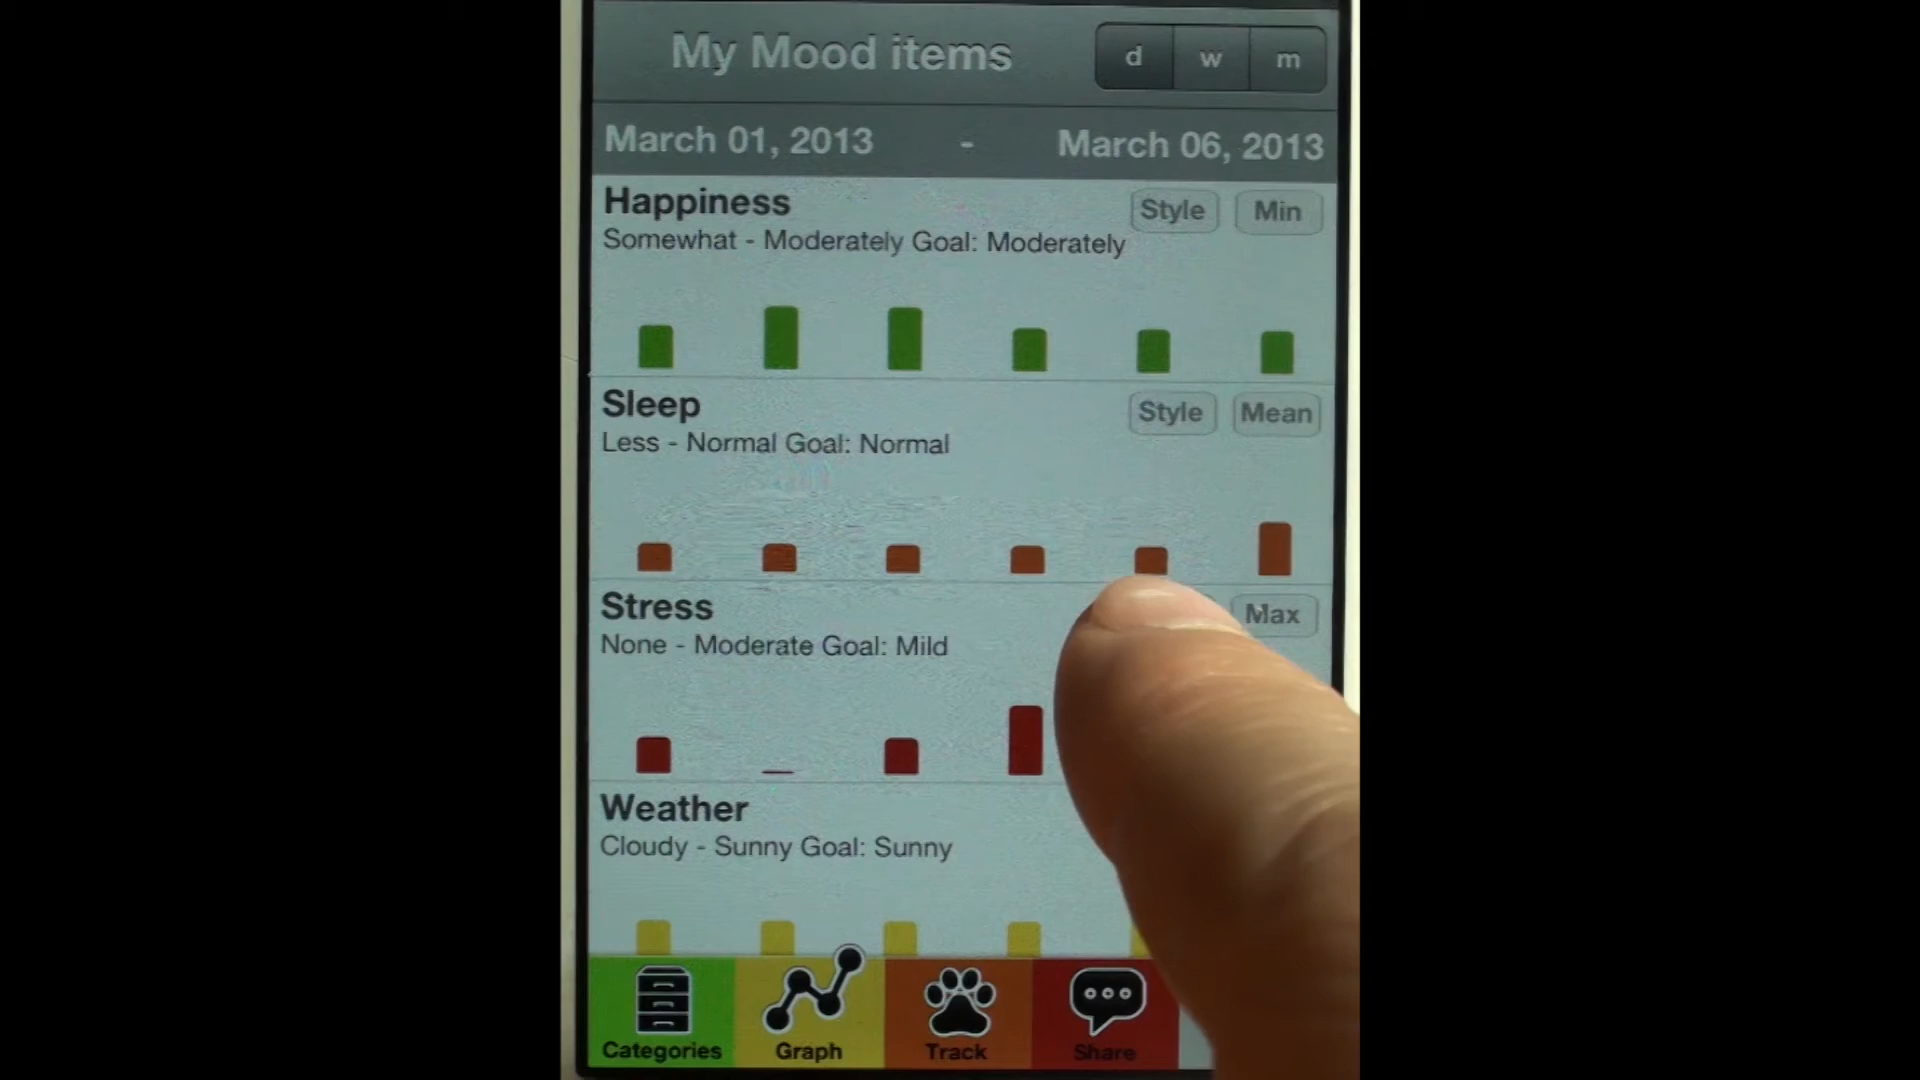 My Mood items
d w m
March 01, 2013 - March 06, 2013
Happiness
Style Min
Somewhat - Moderately Goal: Moderately
Sleep
Style Mean
Less - Normal Goal: Normal
Stress
Max
None - Moderate Goal: Mild
Weather
Cloudy - Sunny Goal: Sunny
Categories Graph Track Share